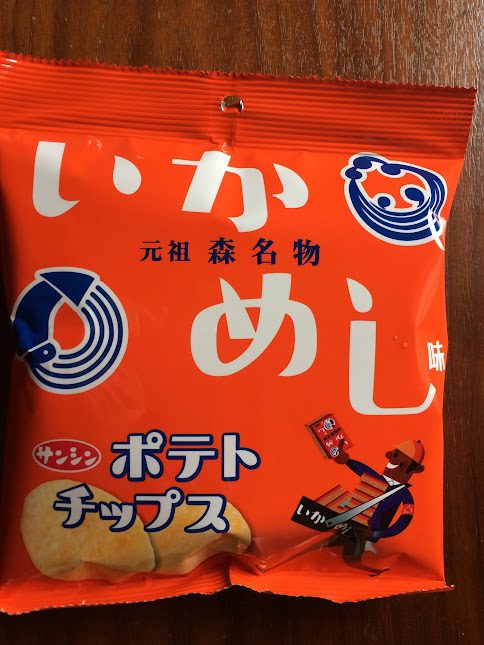 いか
元祖 森名物
めし味
サンシン ポテト
チップス
いかめし